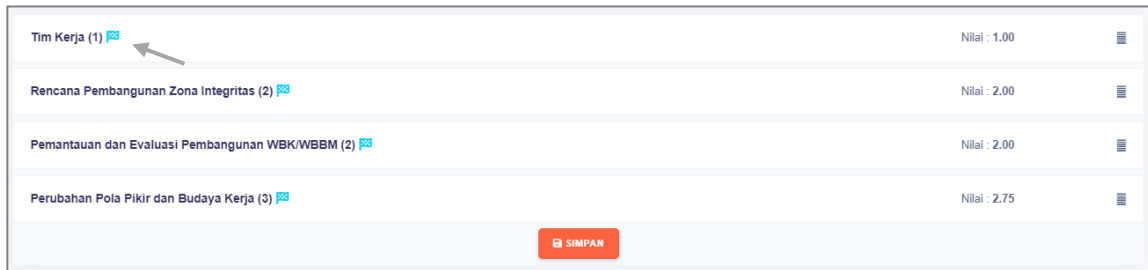 Tim Kerja (1) Nilai : 1.00
Rencana Pembangunan Zona Integritas (2) Nilai : 2.00
Pemantauan dan Evaluasi Pembangunan WBK/WBBM (2) Nilai : 2.00
Perubahan Pola Pikir dan Budaya Kerja (3) Nilai : 2.75
SIMPAN